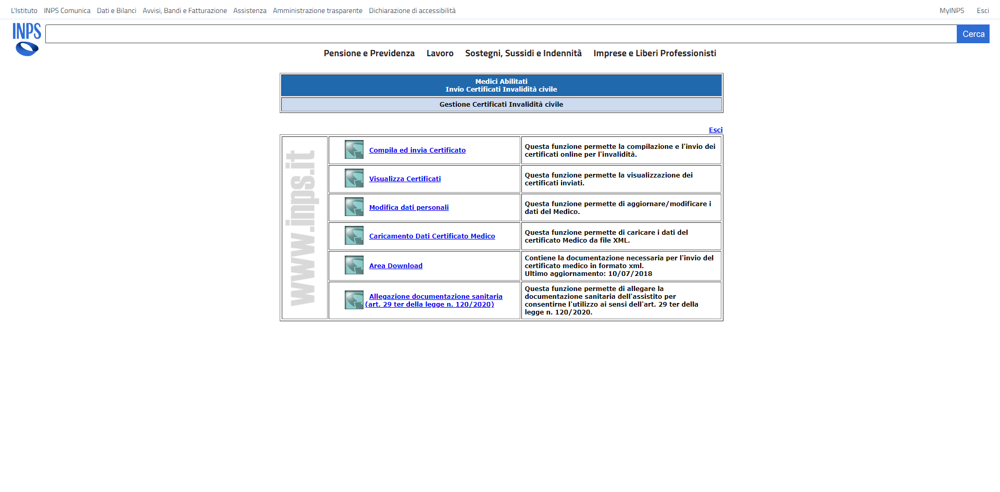 L'Istituto INPS Comunica Dati e Bilanci Avvisi, Bandi e Fatturazione Assistenza Amministrazione trasparente Dichiarazione di accessibilità MyINPS Esci
INPS
Cerca
Pensione e Previdenza Lavoro Sostegni, Sussidi e Indennità Imprese e Liberi Professionisti
Medici Abilitati
Invio Certificati Invalidità civile
Gestione Certificati Invalidità civile
Esci
www.inps.it
Compila ed invia Certificato
Questa funzione permette la compilazione e l'invio dei
certificati online per l'invalidità.
Visualizza Certificati
Questa funzione permette la visualizzazione dei
certificati inviati.
Modifica dati personali
Questa funzione permette di aggiornare/modificare i
dati del Medico.
Caricamento Dati Certificato Medico
Questa funzione permette di caricare i dati del
certificato Medico da file XML.
Area Download
Contiene la documentazione necessaria per l'invio del
certificato medico in formato xml.
Ultimo aggiornamento: 10/07/2018
Allegazione documentazione sanitaria
(art. 29 ter della legge n. 120/2020)
Questa funzione permette di allegare la
documentazione sanitaria dell'assistito per
consentirne l'utilizzo ai sensi dell'art. 29 ter della
legge n. 120/2020.